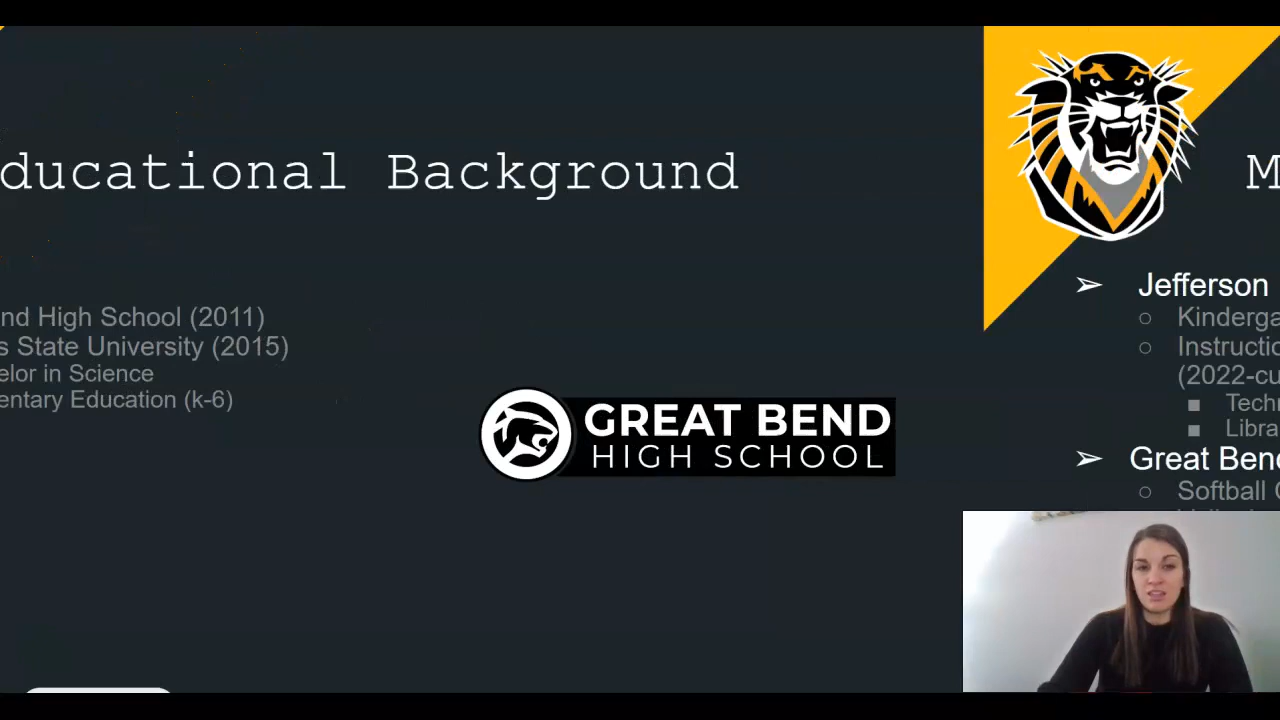 ducational Background
nd High School (2011)
s State University (2015)
elor in Science
entary Education (k-6)
GREAT BEND
HIGH SCHOOL
M
➢ Jefferson
○ Kinderga
○ Instructio
(2022-cu
■ Techn
■ Libra
➢ Great Bend
○ Softball C